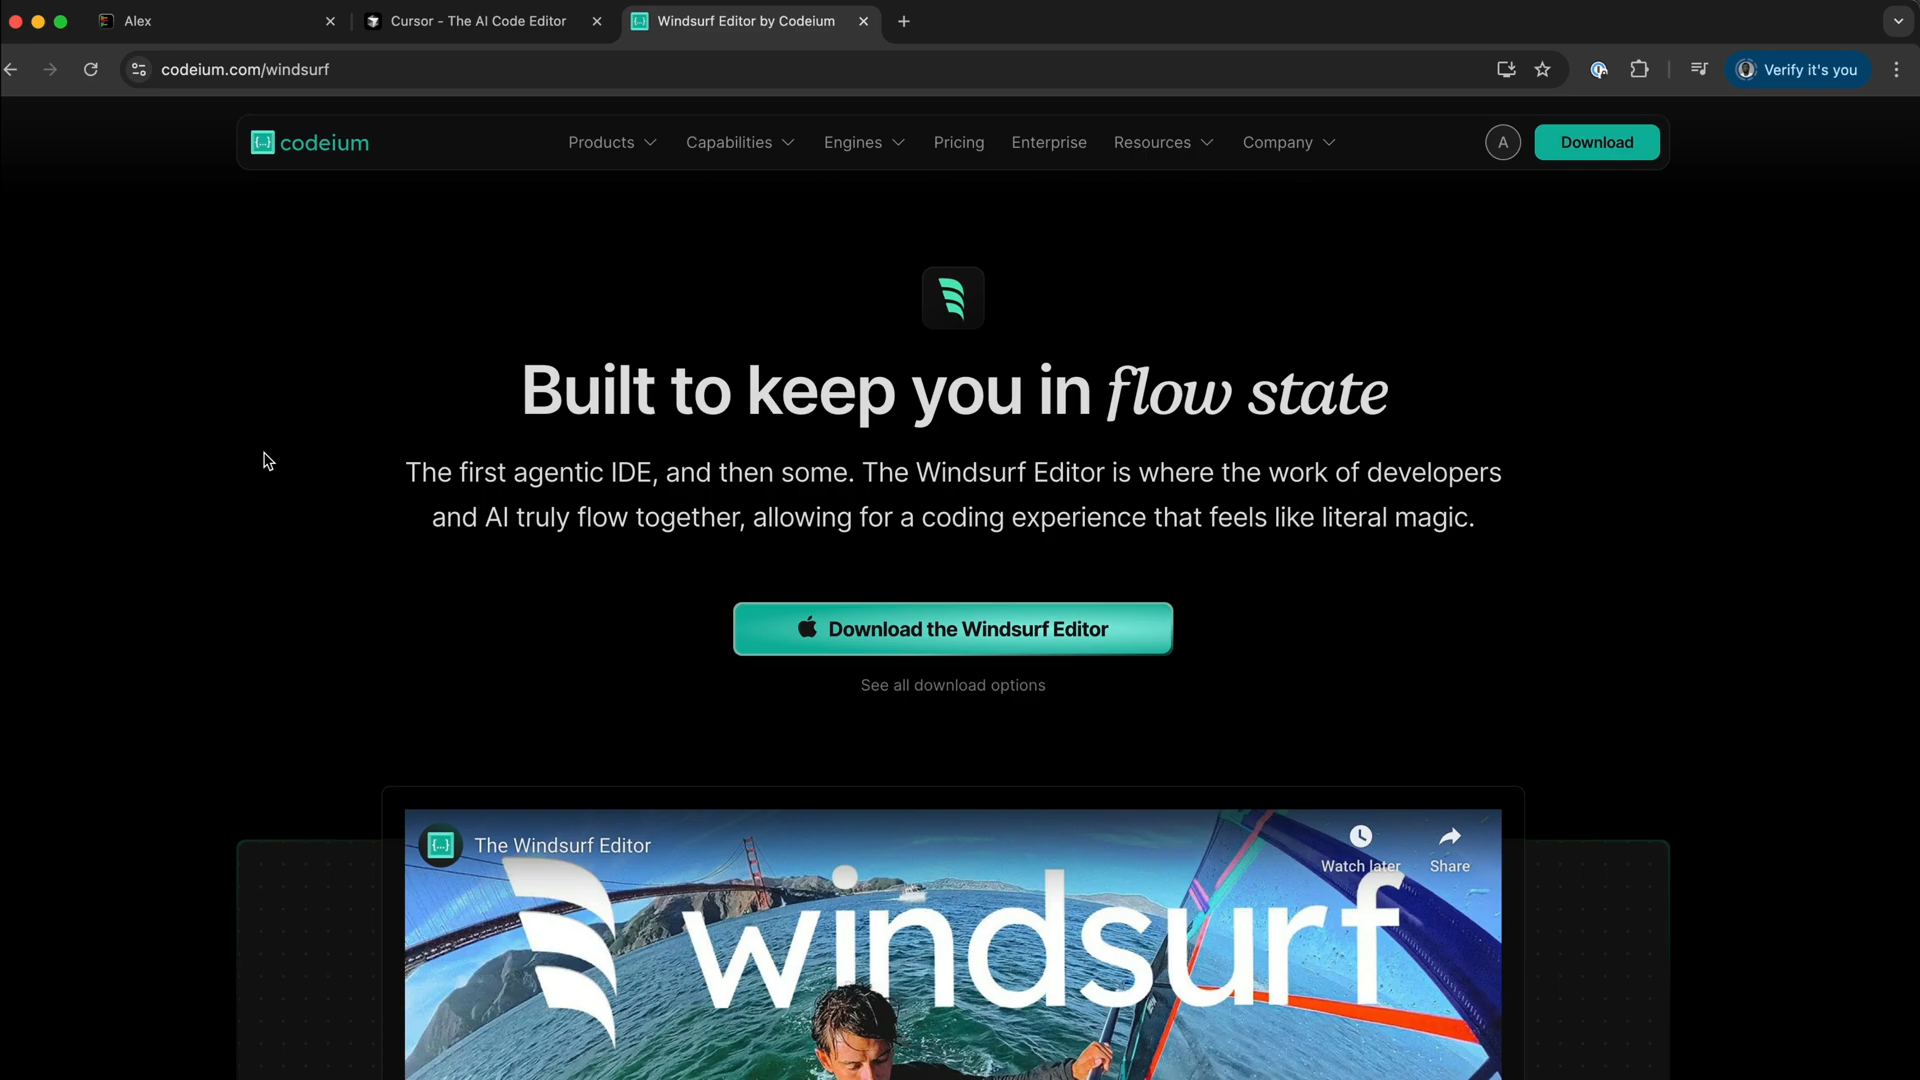 Alex
Cursor - The AI Code Editor
Windsurf Editor by Codeium
codeium.com/windsurf
Verify it's you
{...} codeium
Products
Capabilities
Engines
Pricing
Enterprise
Resources
Company
A
Download
Built to keep you in flow state
The first agentic IDE, and then some. The Windsurf Editor is where the work of developers
and AI truly flow together, allowing for a coding experience that feels like literal magic.
Download the Windsurf Editor
See all download options
{...} The Windsurf Editor
Watch later
Share
windsurf